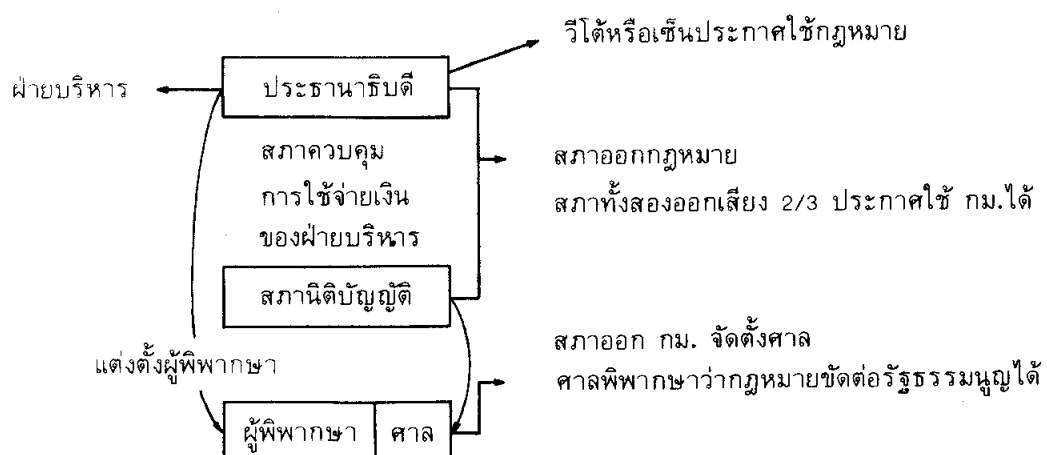 วีโต้หรือเซ็นประกาศใช้กฎหมาย
ฝ่ายบริหาร
ประธานาธิบดี
สภาควบคุม
การใช้จ่ายเงิน
ของฝ่ายบริหาร
สภาออกกฎหมาย
สภาทั้งสองออกเสียง 2/3 ประกาศใช้ กม.ได้
สภานิติบัญญัติ
แต่งตั้งผู้พิพากษา
สภาออก กม. จัดตั้งศาล
ศาลพิพากษาว่ากฎหมายขัดต่อรัฐธรรมนูญได้
ผู้พิพากษา ศาล